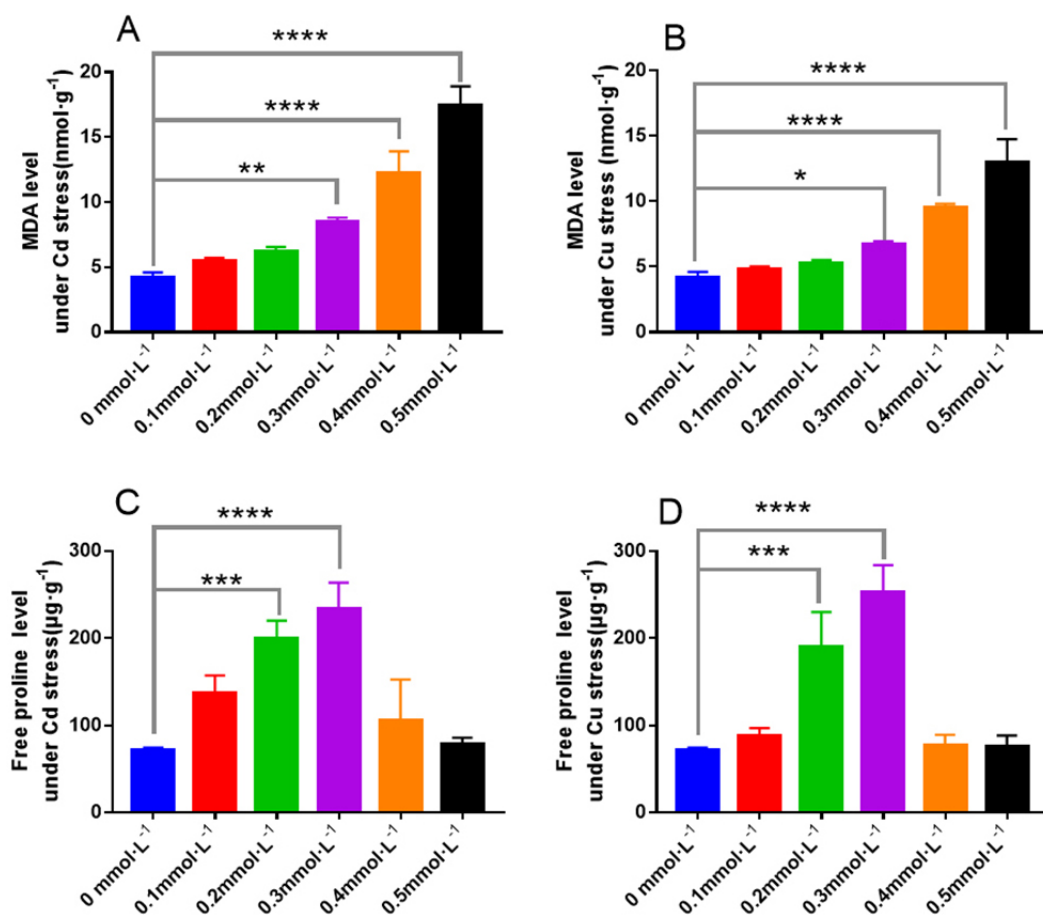 A
****
****
**
MDA level
under Cd stress(nmol·g⁻¹)
20
15
10
5
0
0 mmol·L⁻¹
0.1mmol·L⁻¹
0.2mmol·L⁻¹
0.3mmol·L⁻¹
0.4mmol·L⁻¹
0.5mmol·L⁻¹
B
****
****
*
MDA level
under Cu stress (nmol·g⁻¹)
20
15
10
5
0
0 mmol·L⁻¹
0.1mmol·L⁻¹
0.2mmol·L⁻¹
0.3mmol·L⁻¹
0.4mmol·L⁻¹
0.5mmol·L⁻¹
C
****
***
Free proline level
under Cd stress(µg·g⁻¹)
300
200
100
0
0 mmol·L⁻¹
0.1mmol·L⁻¹
0.2mmol·L⁻¹
0.3mmol·L⁻¹
0.4mmol·L⁻¹
0.5mmol·L⁻¹
D
****
***
Free proline level
under Cu stress(µg·g⁻¹)
300
200
100
0
0 mmol·L⁻¹
0.1mmol·L⁻¹
0.2mmol·L⁻¹
0.3mmol·L⁻¹
0.4mmol·L⁻¹
0.5mmol·L⁻¹